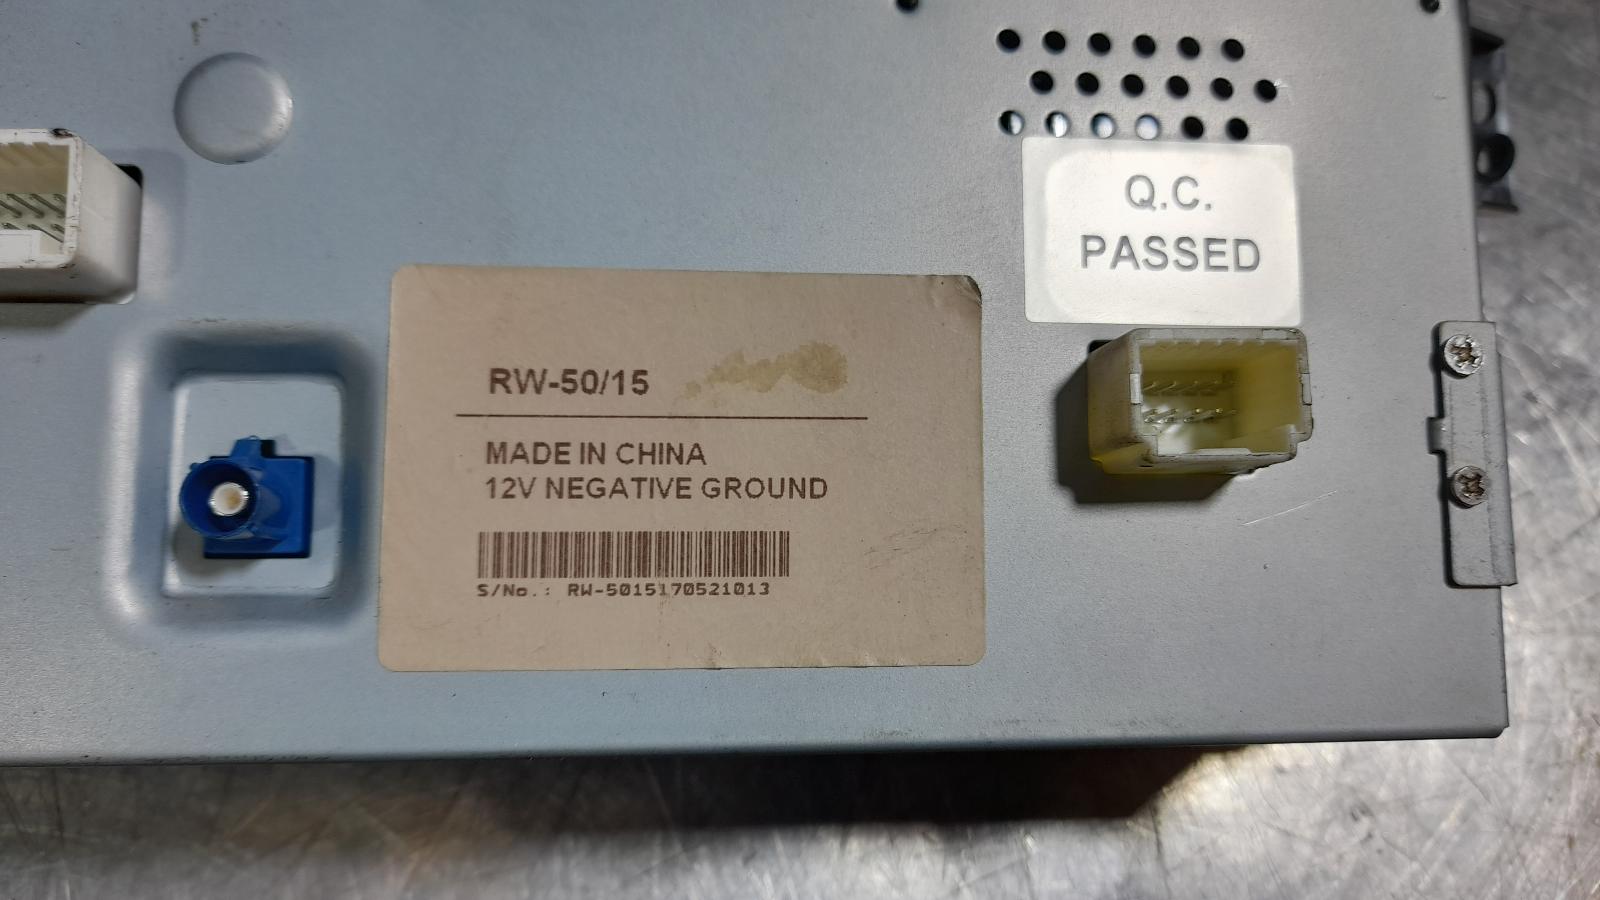 Q.C.
PASSED
RW-50/15
MADE IN CHINA
12V NEGATIVE GROUND
S/No.: RW-5015170521013